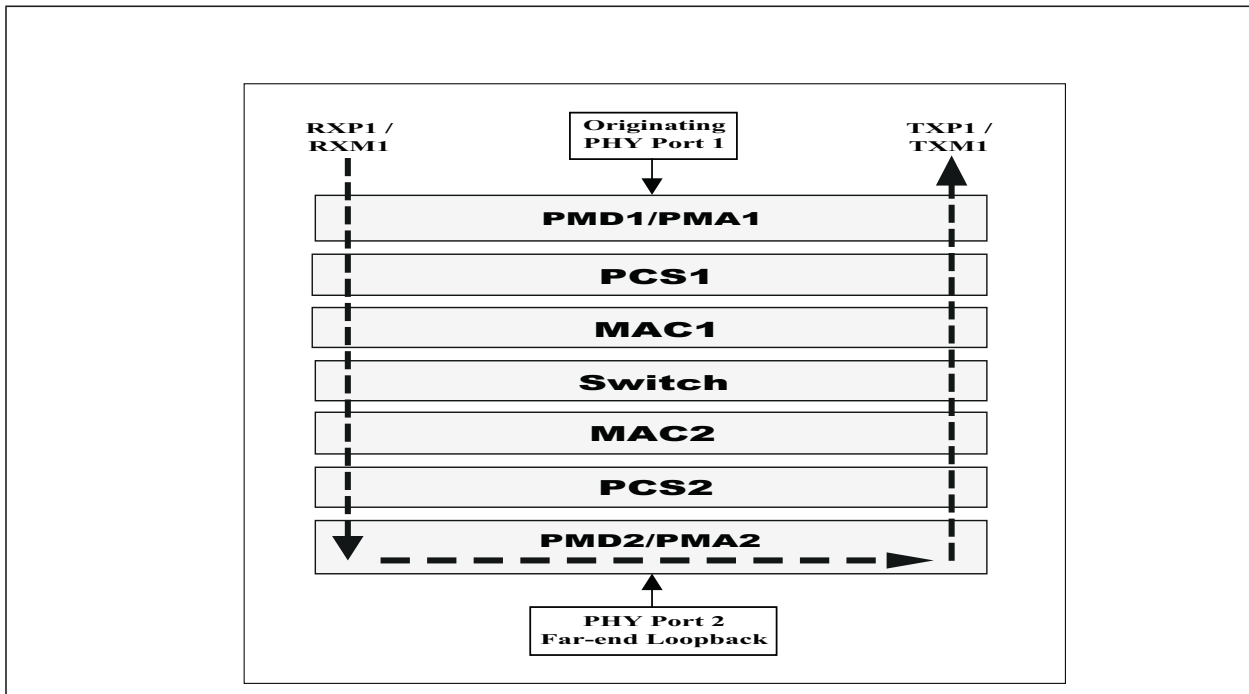 RXP1 /
RXM1
Originating
PHY Port 1
TXP1 /
TXM1
PMD1/PMA1
PCS1
MAC1
Switch
MAC2
PCS2
PMD2/PMA2
PHY Port 2
Far-end Loopback